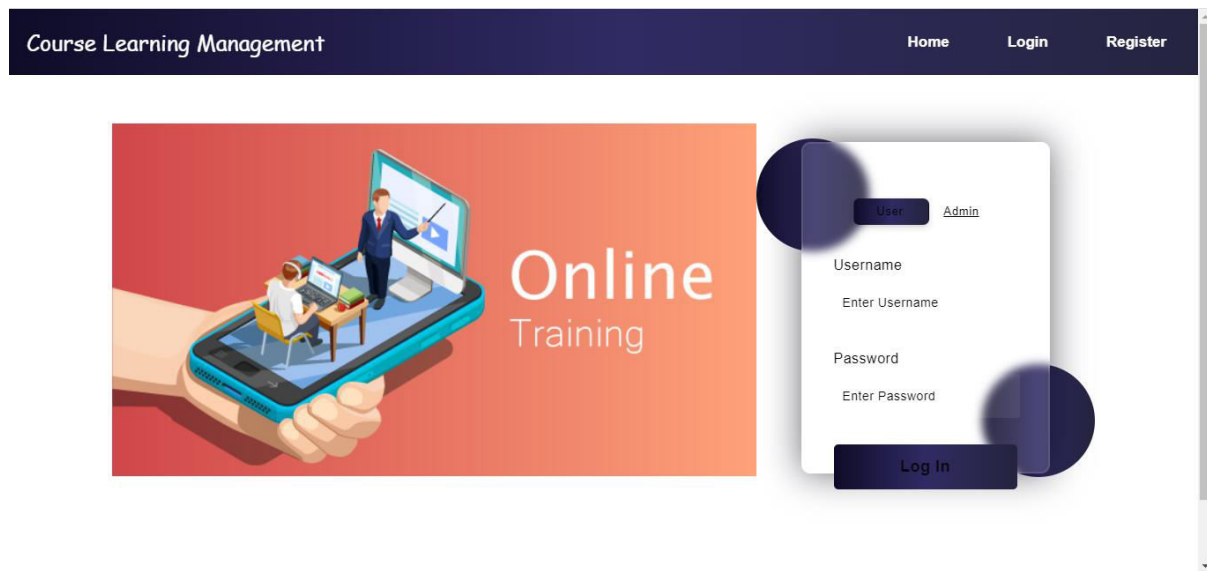 Course Learning Management
Home Login Register
Online
Training
User Admin
Username
Enter Username
Password
Enter Password
Log In